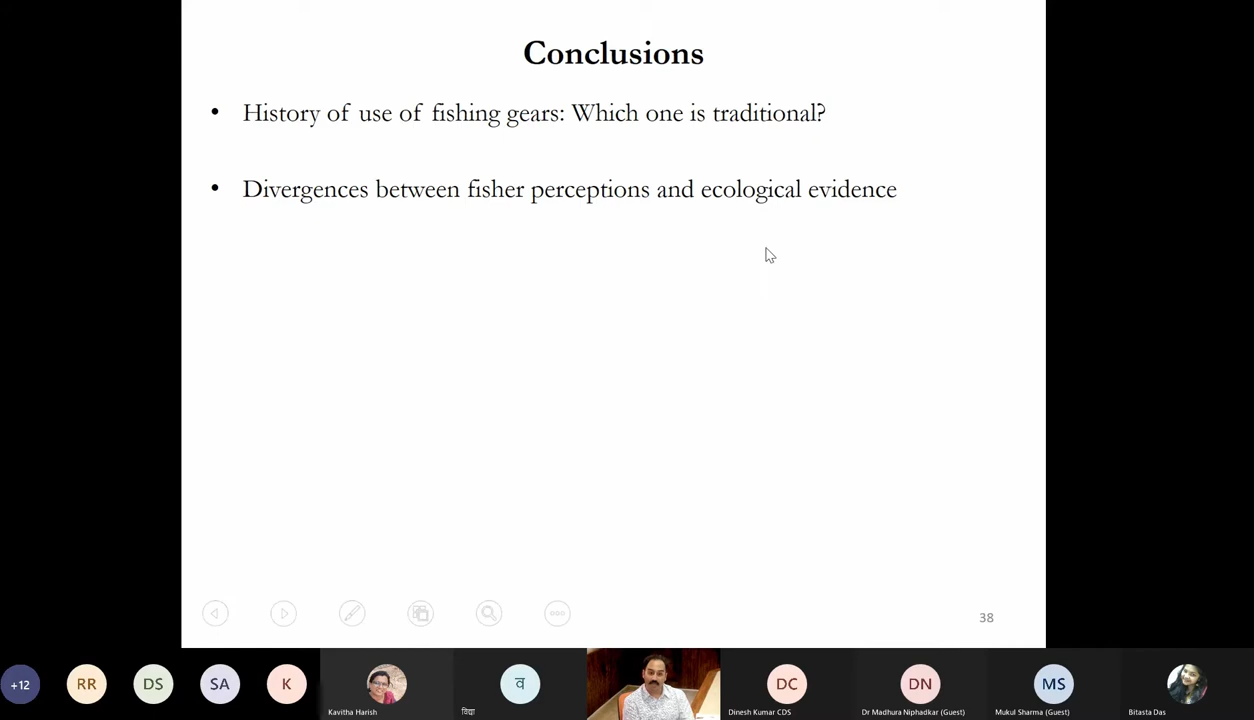 Conclusions
• History of use of fishing gears: Which one is traditional?
• Divergences between fisher perceptions and ecological evidence
38
+12
RR
DS
SA
K
Kavitha Harish
व
विद्या
DC
Dinesh Kumar CDS
DN
Dr Madhura Niphadkar (Guest)
MS
Mukul Sharma (Guest)
Bitasta Das